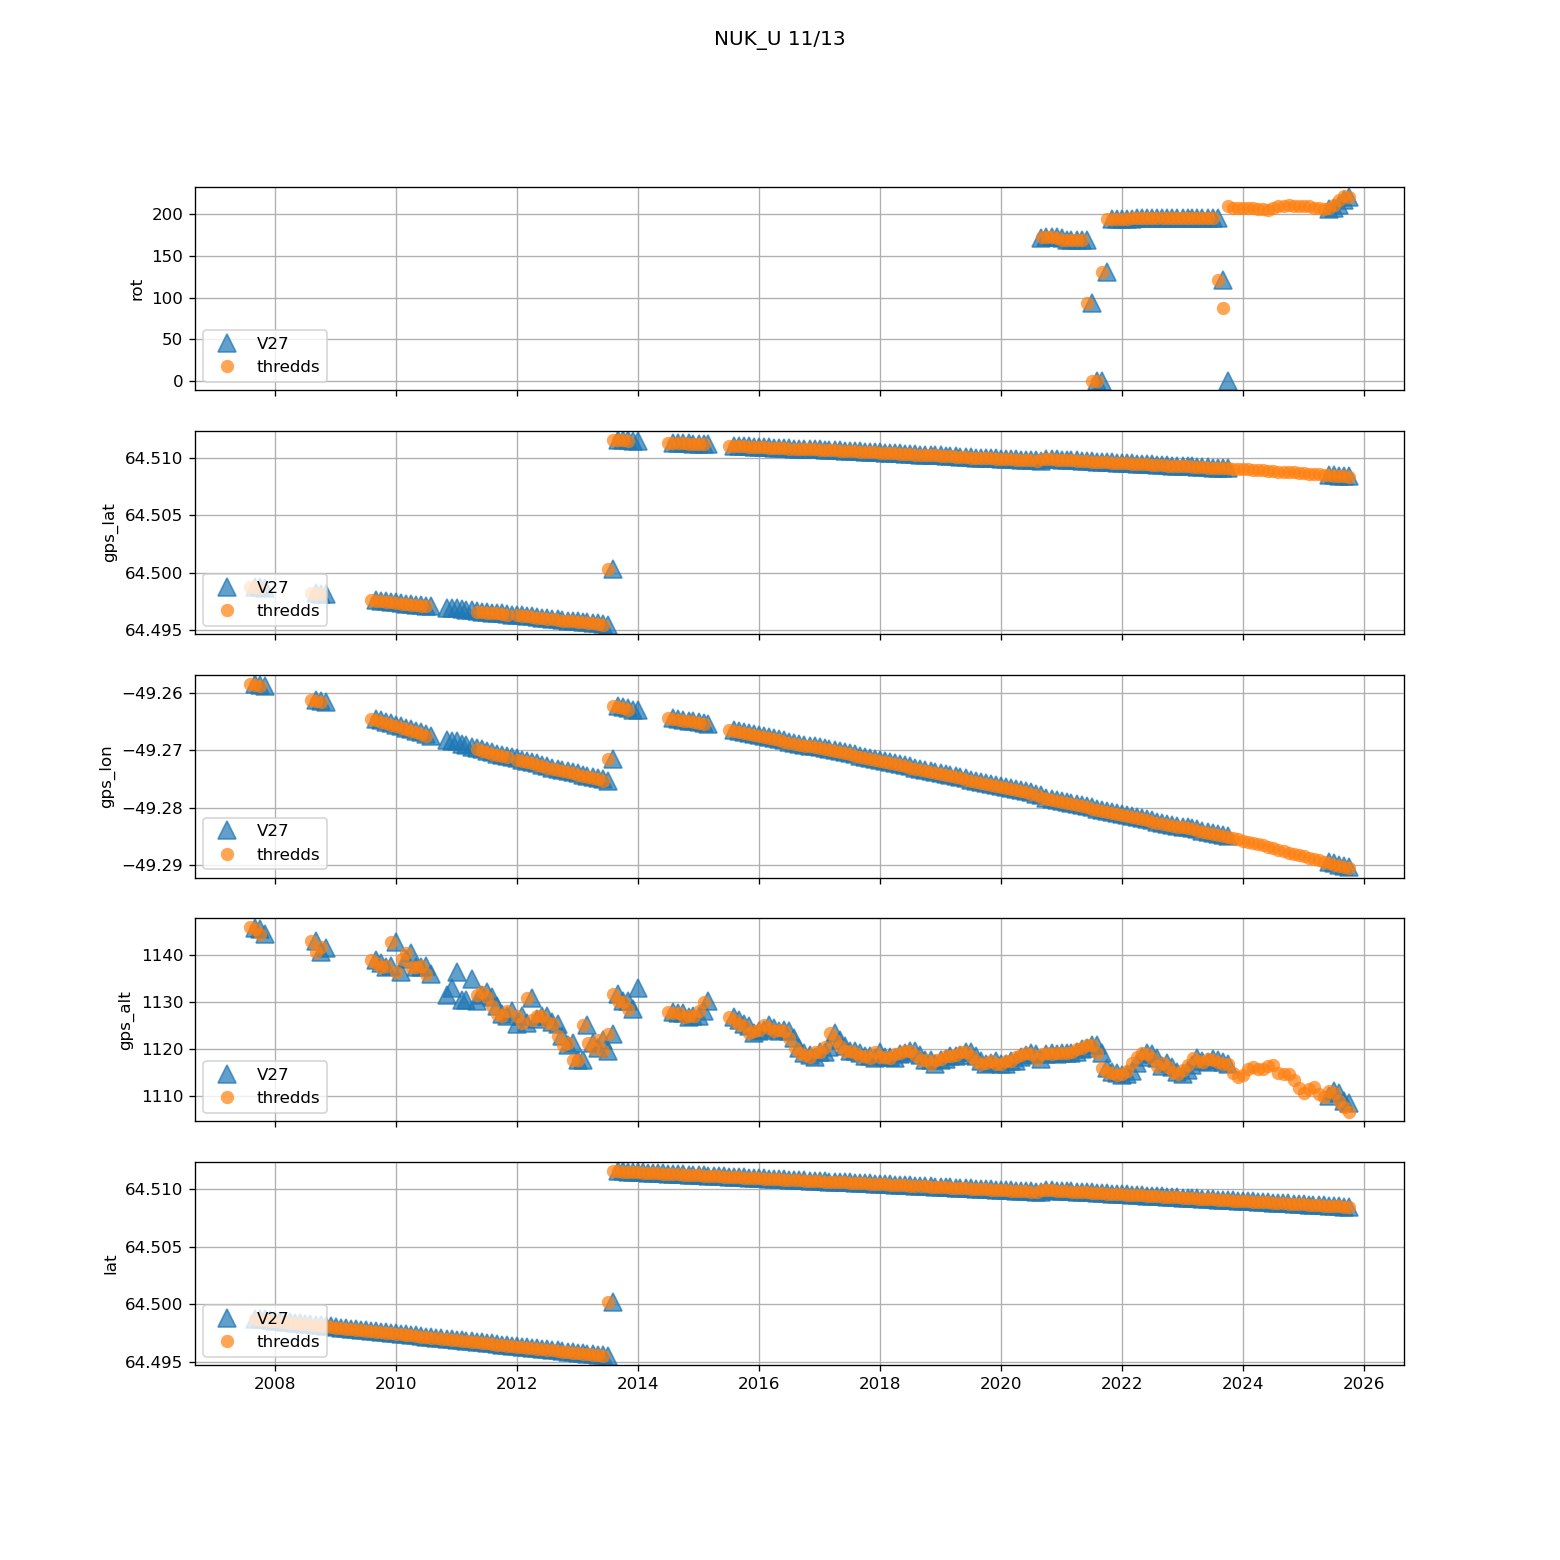 NUK_U 11/13
rot
200
150
100
50
0
V27
thredds
gps_lat
64.510
64.505
64.500
64.495
V27
thredds
gps_lon
−49.26
−49.27
−49.28
−49.29
V27
thredds
gps_alt
1140
1130
1120
1110
V27
thredds
lat
64.510
64.505
64.500
64.495
V27
thredds
2008 2010 2012 2014 2016 2018 2020 2022 2024 2026